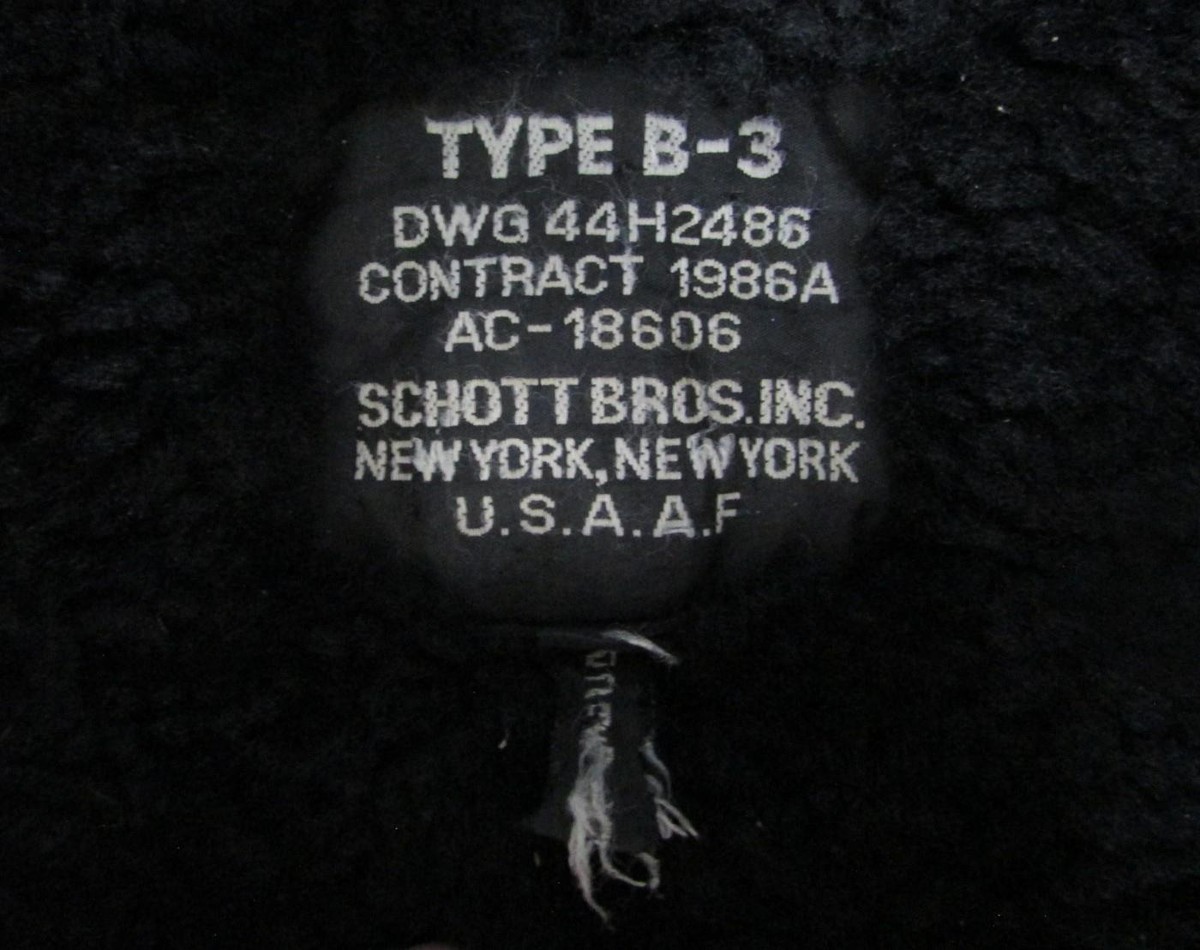 TYPE B-3
DWG 44H2486
CONTRACT 1986A
AC-18606
SCHOTT BROS.INC.
NEW YORK, NEW YORK
U.S.A.A.F